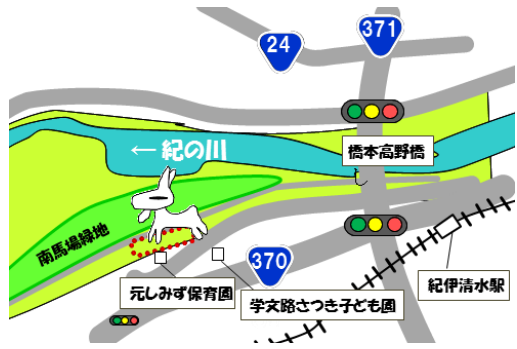 371
24
← 紀の川
橋本高野橋
南馬場緑地
370
元しみず保育園
学文路さつき子ども園
紀伊清水駅